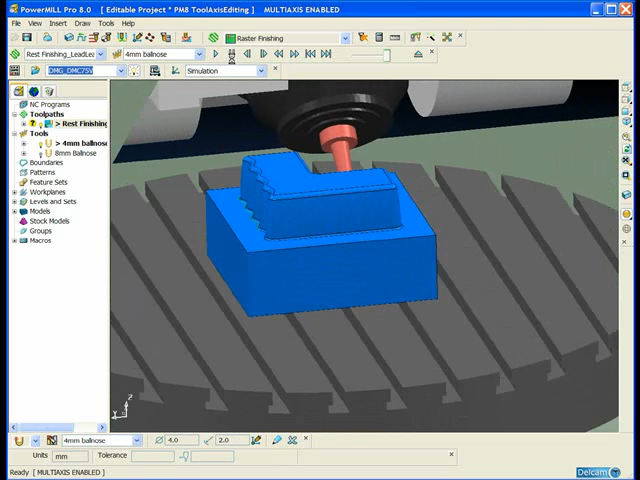 PowerMILL Pro 8.0 [ Editable Project * PM8 ToolAxisEditing ] MULTIAXIS ENABLED
File View Insert Draw Tools Help
Raster Finishing
Rest Finishing_LeadLea 4mm ballnose
DMG_DMC75V Simulation
NC Programs
Toolpaths
> Rest Finishing
Tools
> 4mm ballnos
8mm Ballnose
Boundaries
Patterns
Feature Sets
Workplanes
Levels and Sets
Models
Stock Models
Groups
Macros
Z
Y
4mm ballnose 4.0 2.0
Units mm Tolerance
Ready [ MULTIAXIS ENABLED ] Delcam